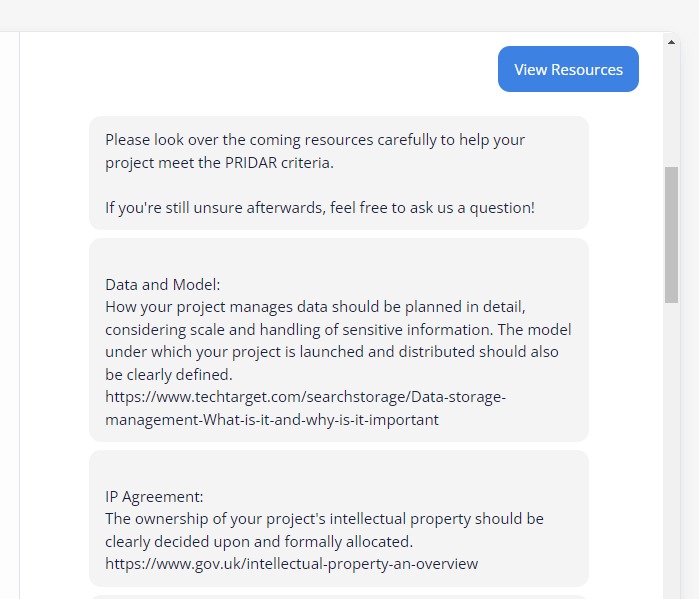 View Resources
Please look over the coming resources carefully to help your
project meet the PRIDAR criteria.
If you're still unsure afterwards, feel free to ask us a question!
Data and Model:
How your project manages data should be planned in detail,
considering scale and handling of sensitive information. The model
under which your project is launched and distributed should also
be clearly defined.
https://www.techtarget.com/searchstorage/Data-storage-
management-What-is-it-and-why-is-it-important
IP Agreement:
The ownership of your project's intellectual property should be
clearly decided upon and formally allocated.
https://www.gov.uk/intellectual-property-an-overview